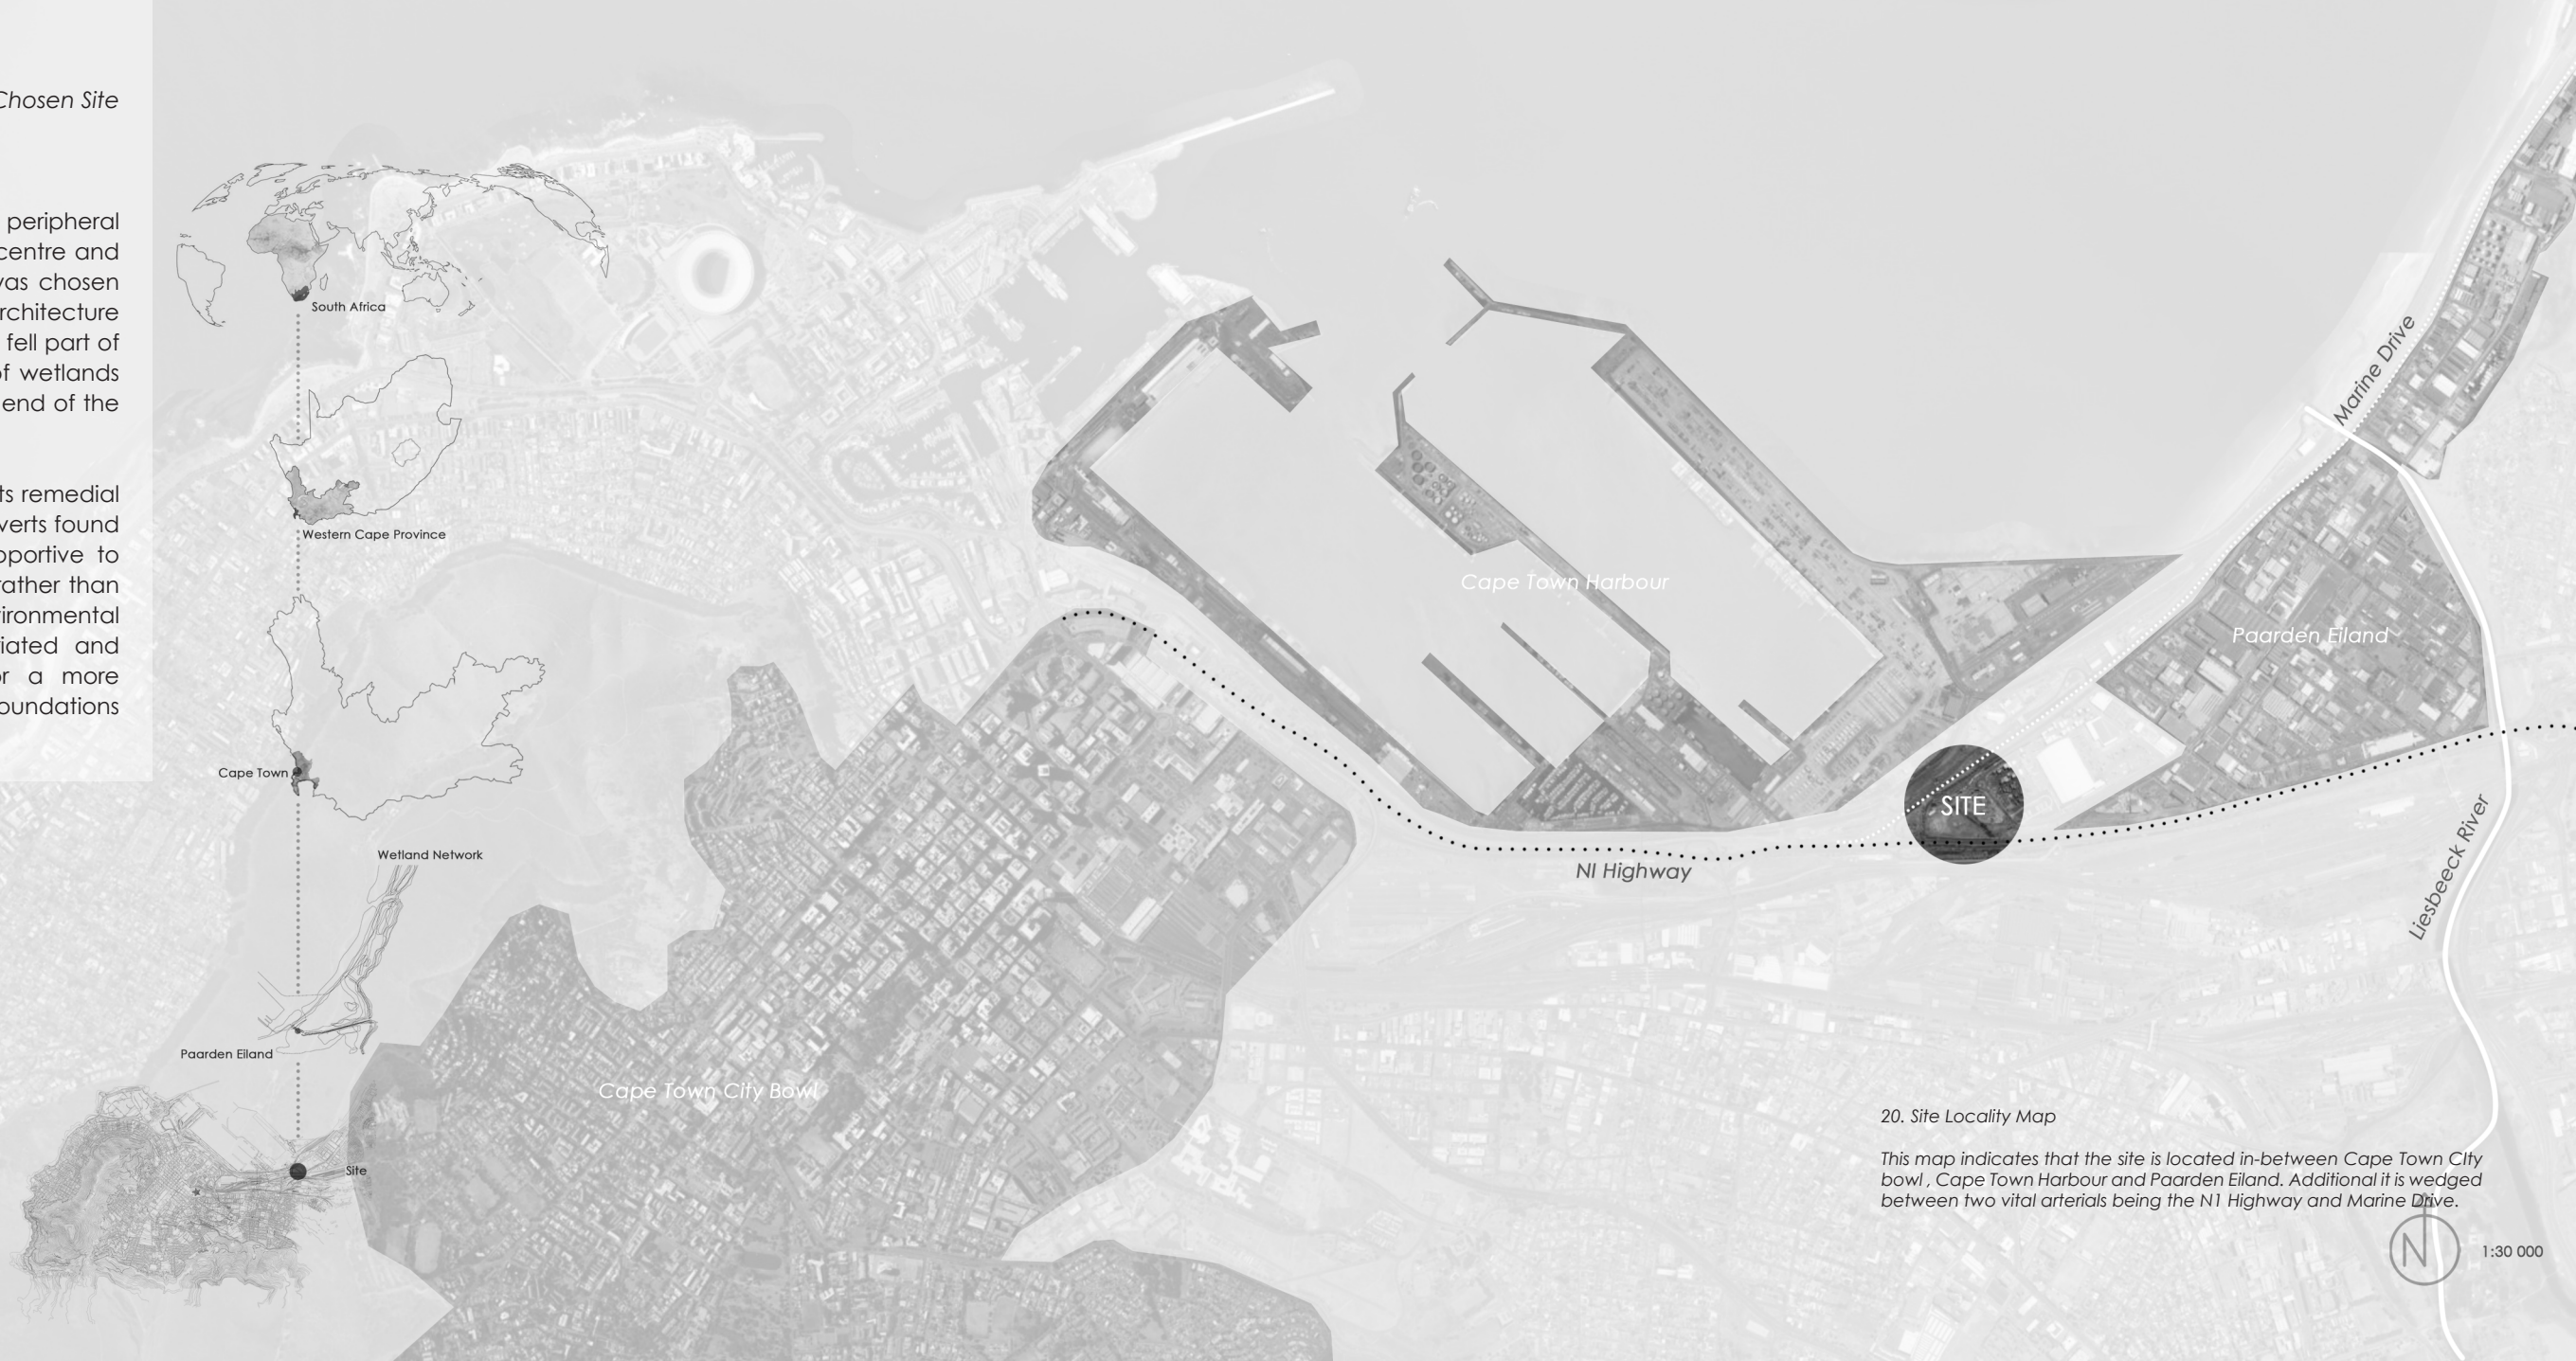 Chosen Site
peripheral
centre and
was chosen
rchitecture
fell part of
of wetlands
end of the
ts remedial
verts found
portive to
rather than
vironmental
iated and
or a more
oundations
South Africa
Western Cape Province
Cape Town
Wetland Network
Paarden Eiland
Site
Cape Town City Bowl
Cape Town Harbour
NI Highway
SITE
Marine Drive
Paarden Eiland
Liesbeeck River
20. Site Locality Map
This map indicates that the site is located in-between Cape Town CIty
bowl , Cape Town Harbour and Paarden Eiland. Additional it is wedged
between two vital arterials being the N1 Highway and Marine Drive.
N
1:30 000